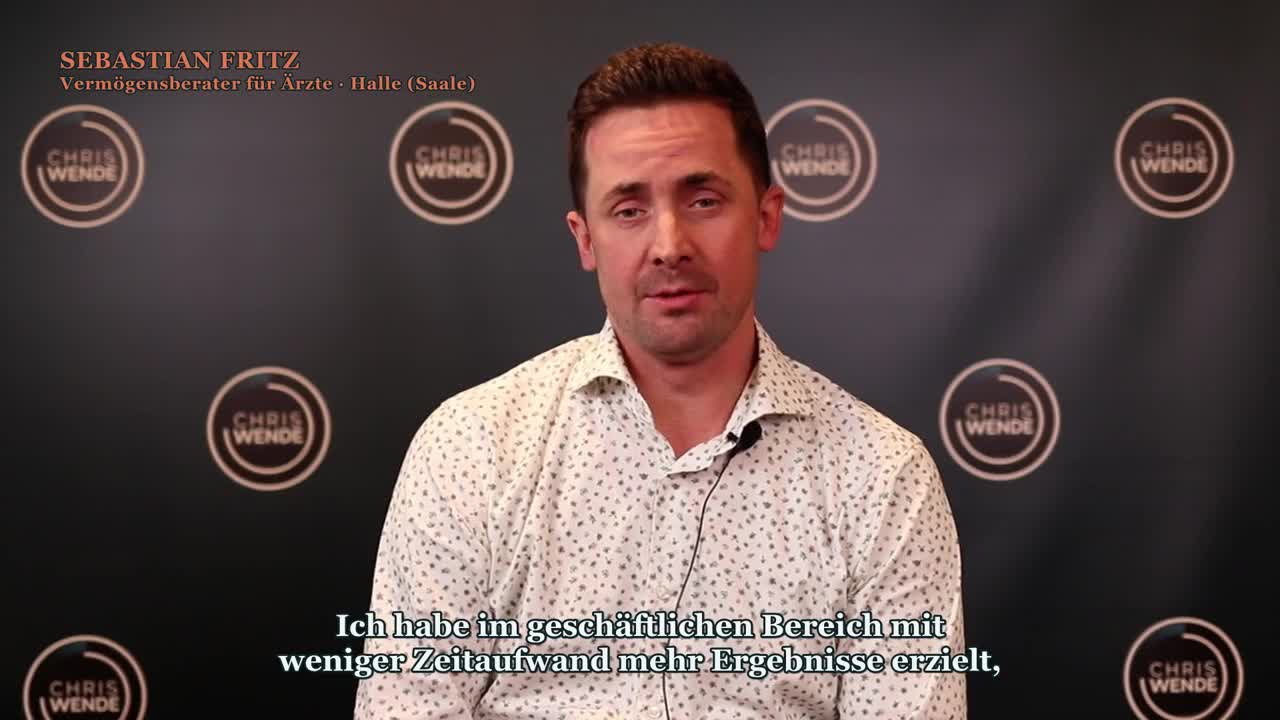 SEBASTIAN FRITZ
Vermögensberater für Ärzte · Halle (Saale)
CHRIS
WENDE
CHRIS
WENDE
CHRIS
WENDE
CHRIS
WENDE
CHRIS
WENDE
CHRIS
WENDE
Ich habe im geschäftlichen Bereich mit
weniger Zeitaufwand mehr Ergebnisse erzielt,
CHRIS
WENDE
CHRIS
WENDE